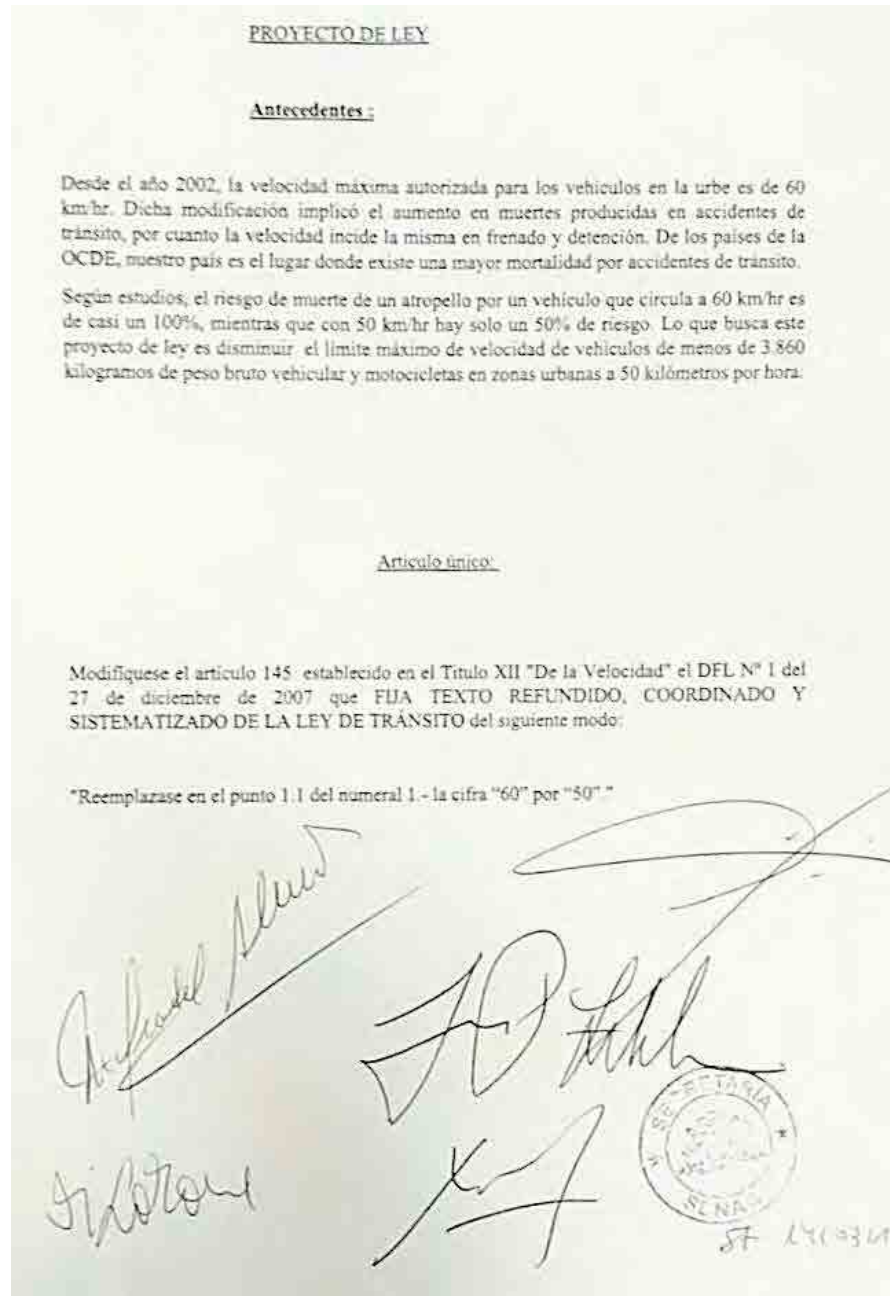 PROYECTO DE LEY
Antecedentes :
Desde el año 2002, la velocidad máxima autorizada para los vehículos en la urbe es de 60
km/hr. Dicha modificación implicó el aumento en muertes producidas en accidentes de
tránsito, por cuanto la velocidad incide la misma en frenado y detención. De los países de la
OCDE, nuestro país es el lugar donde existe una mayor mortalidad por accidentes de tránsito.
Según estudios, el riesgo de muerte de un atropello por un vehículo que circula a 60 km/hr es
de casi un 100%, mientras que con 50 km/hr hay solo un 50% de riesgo. Lo que busca este
proyecto de ley es disminuir el límite máximo de velocidad de vehículos de menos de 3.860
kilogramos de peso bruto vehicular y motocicletas en zonas urbanas a 50 kilómetros por hora.
Artículo único:
Modifíquese el artículo 145 establecido en el Titulo XII "De la Velocidad" el DFL Nº 1 del
27 de diciembre de 2007 que FIJA TEXTO REFUNDIDO, COORDINADO Y
SISTEMATIZADO DE LA LEY DE TRÁNSITO del siguiente modo:
"Reemplazase en el punto 1.1 del numeral 1.- la cifra "60" por "50"."
SECRETARÍA
SENADO